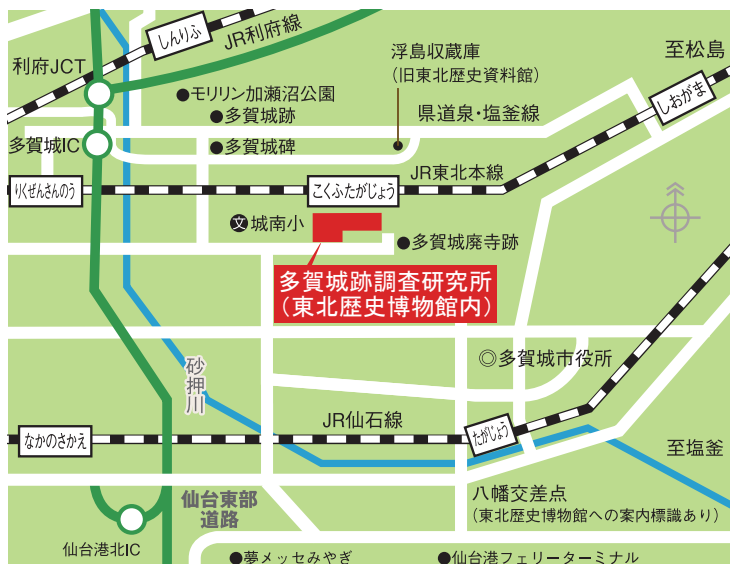 しんりふ
JR利府線
浮島収蔵庫
(旧東北歴史資料館)
至松島
利府JCT
●モリリン加瀬沼公園
●多賀城跡
県道泉・塩釜線
しおがま
多賀城IC
●多賀城碑
JR東北本線
りくぜんさんのう
こくふたがじょう
文 城南小
●多賀城廃寺跡
多賀城跡調査研究所
(東北歴史博物館内)
砂押川
◎多賀城市役所
JR仙石線
なかのさかえ
たがじょう
至塩釜
仙台東部
道路
八幡交差点
(東北歴史博物館への案内標識あり)
仙台港北IC
●夢メッセみやぎ
●仙台港フェリーターミナル